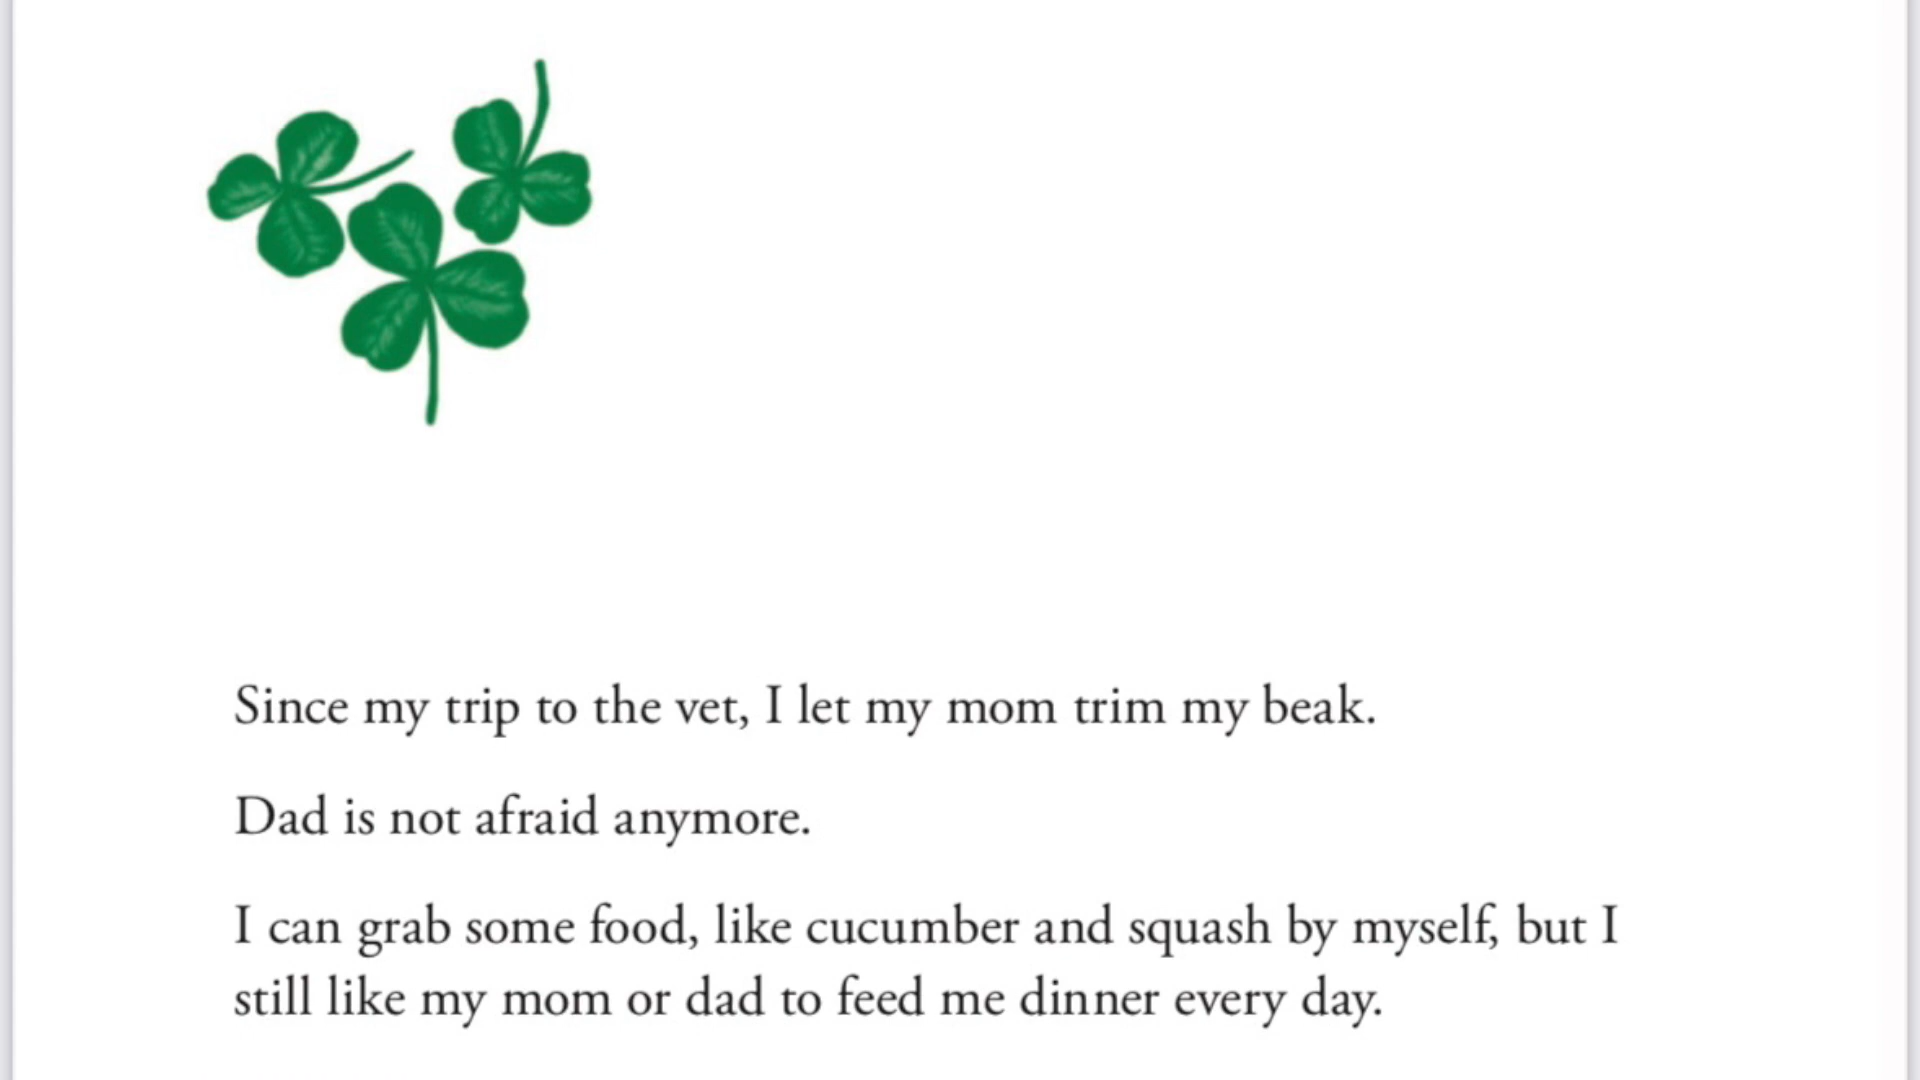 Since my trip to the vet, I let my mom trim my beak.
Dad is not afraid anymore.
I can grab some food, like cucumber and squash by myself, but I
still like my mom or dad to feed me dinner every day.